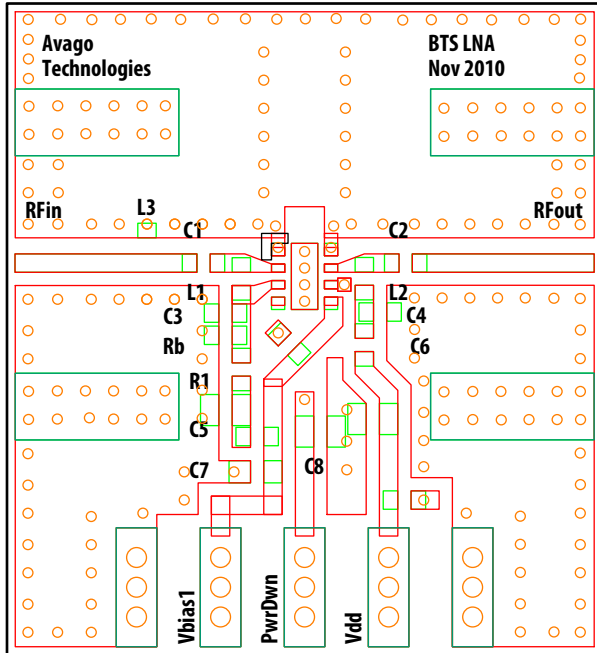 Avago
Technologies
BTS LNA
Nov 2010
RFin
L3
RFout
C1
C2
L1
L2
C3
C4
Rb
C6
R1
C5
C7
C8
Vbias1
PwrDwn
Vdd